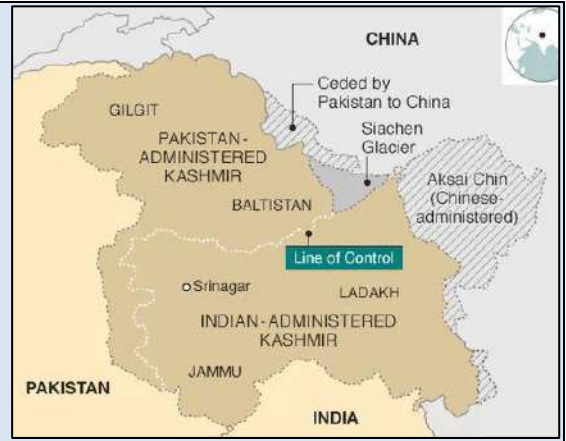 CHINA
Ceded by
Pakistan to China
Siachen
Glacier
GILGIT
PAKISTAN-
ADMINISTERED
KASHMIR
Aksai Chin
(Chinese-
administered)
BALTISTAN
Line of Control
Srinagar
LADAKH
INDIAN-ADMINISTERED
KASHMIR
JAMMU
PAKISTAN
INDIA